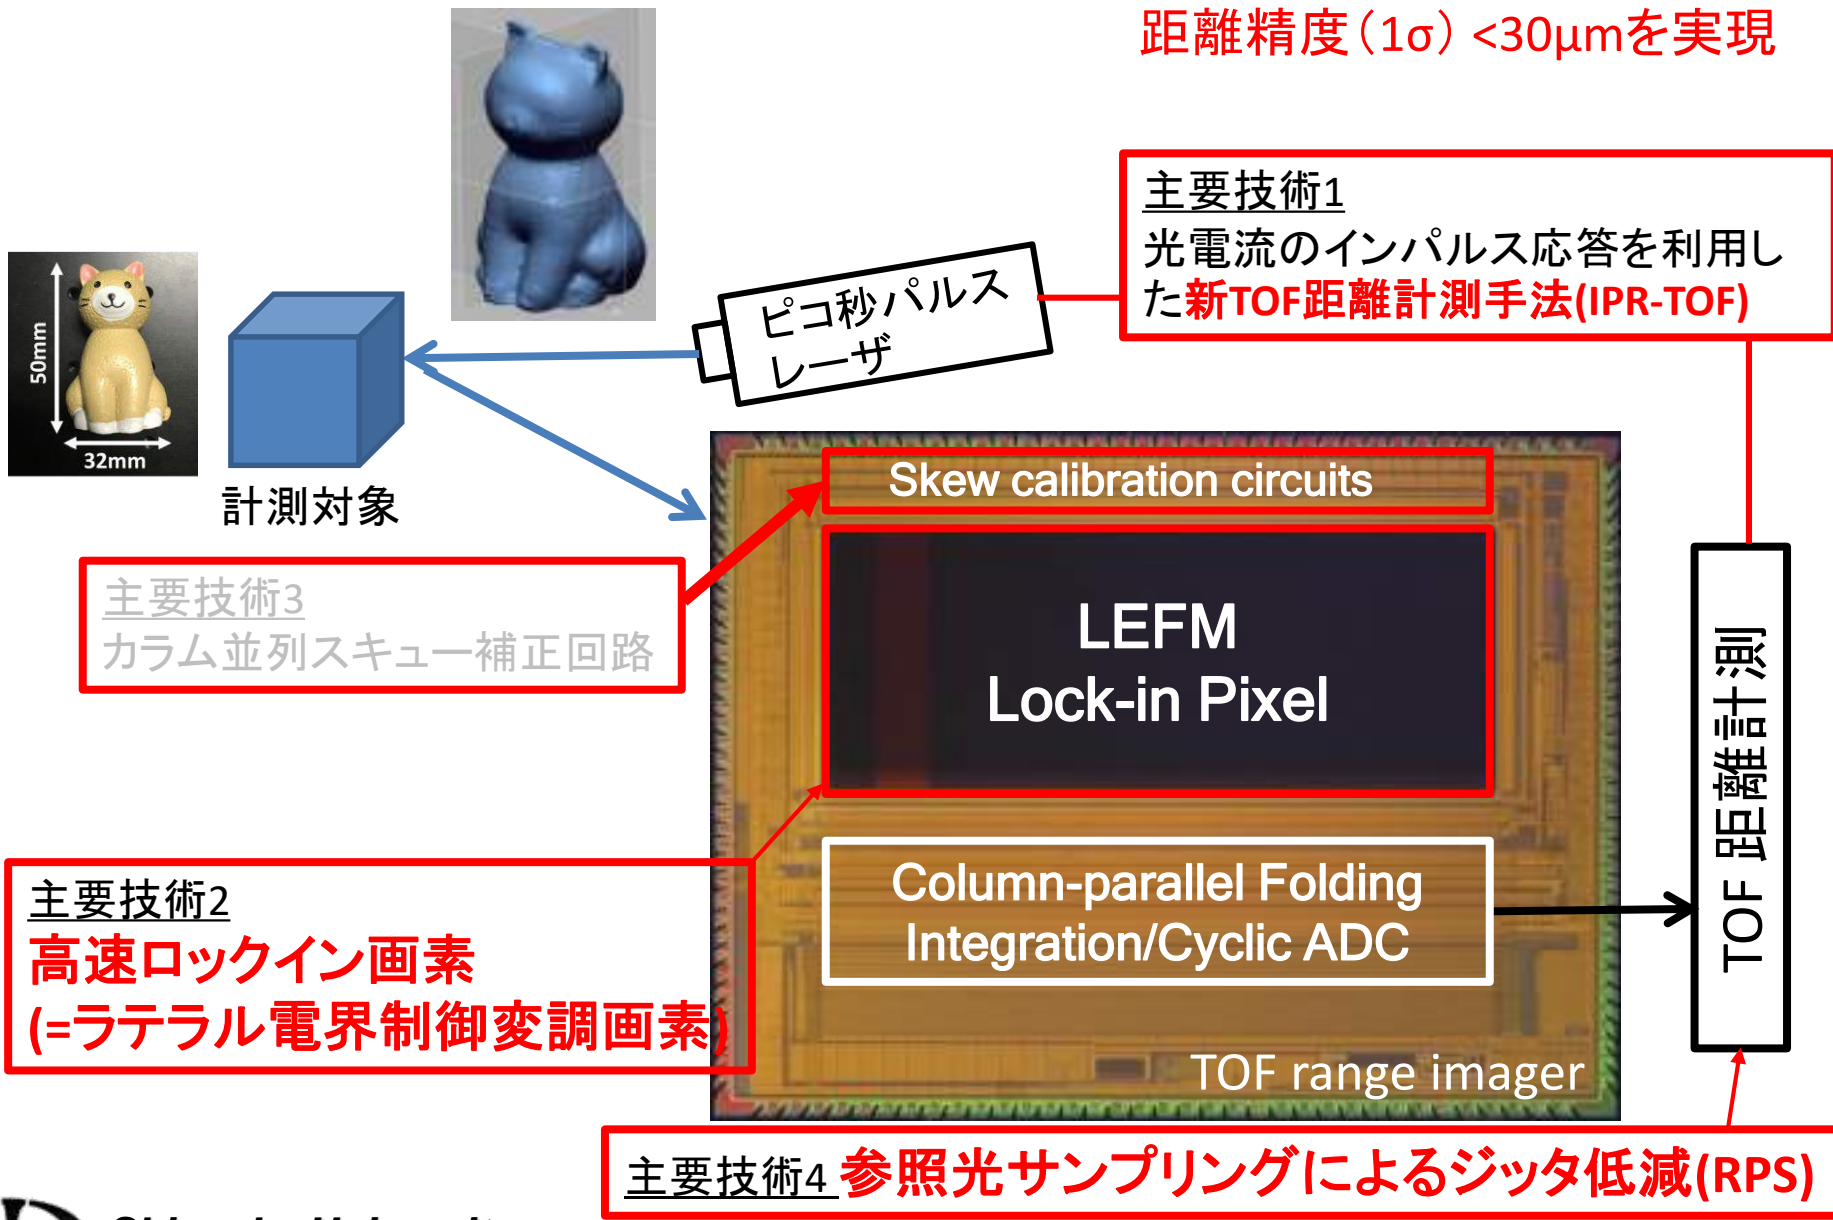 距離精度（1σ）<30μmを実現
主要技術1
光電流のインパルス応答を利用し
た新TOF距離計測手法(IPR-TOF)
ピコ秒パルス
レーザ
50mm
32mm
計測対象
Skew calibration circuits
主要技術3
カラム並列スキュー補正回路
LEFM
Lock-in Pixel
TOF 距離計測
主要技術2
高速ロックイン画素
(=ラテラル電界制御変調画素)
Column-parallel Folding
Integration/Cyclic ADC
TOF range imager
主要技術4 参照光サンプリングによるジッタ低減(RPS)